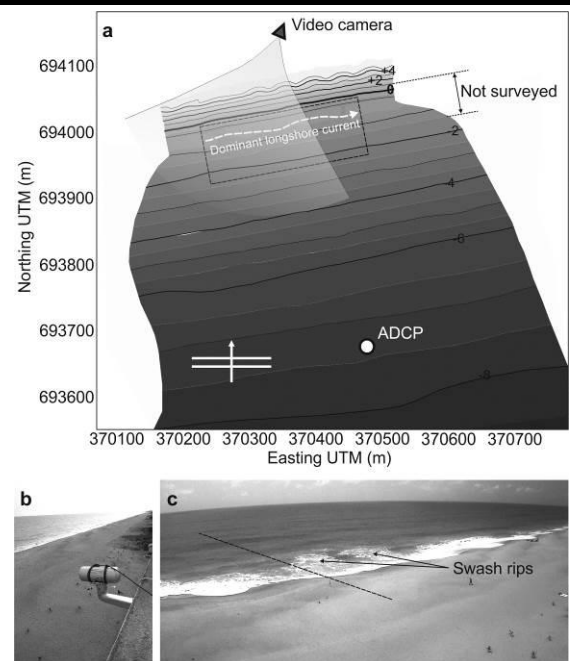 a
Video camera
694100
+4
+2
0
Not surveyed
694000
Dominant longshore current
-2
693900
-4
693800
-6
Northing UTM (m)
693700
ADCP
693600
-8
370100 370200 370300 370400 370500 370600 370700
Easting UTM (m)
b
c
Swash rips